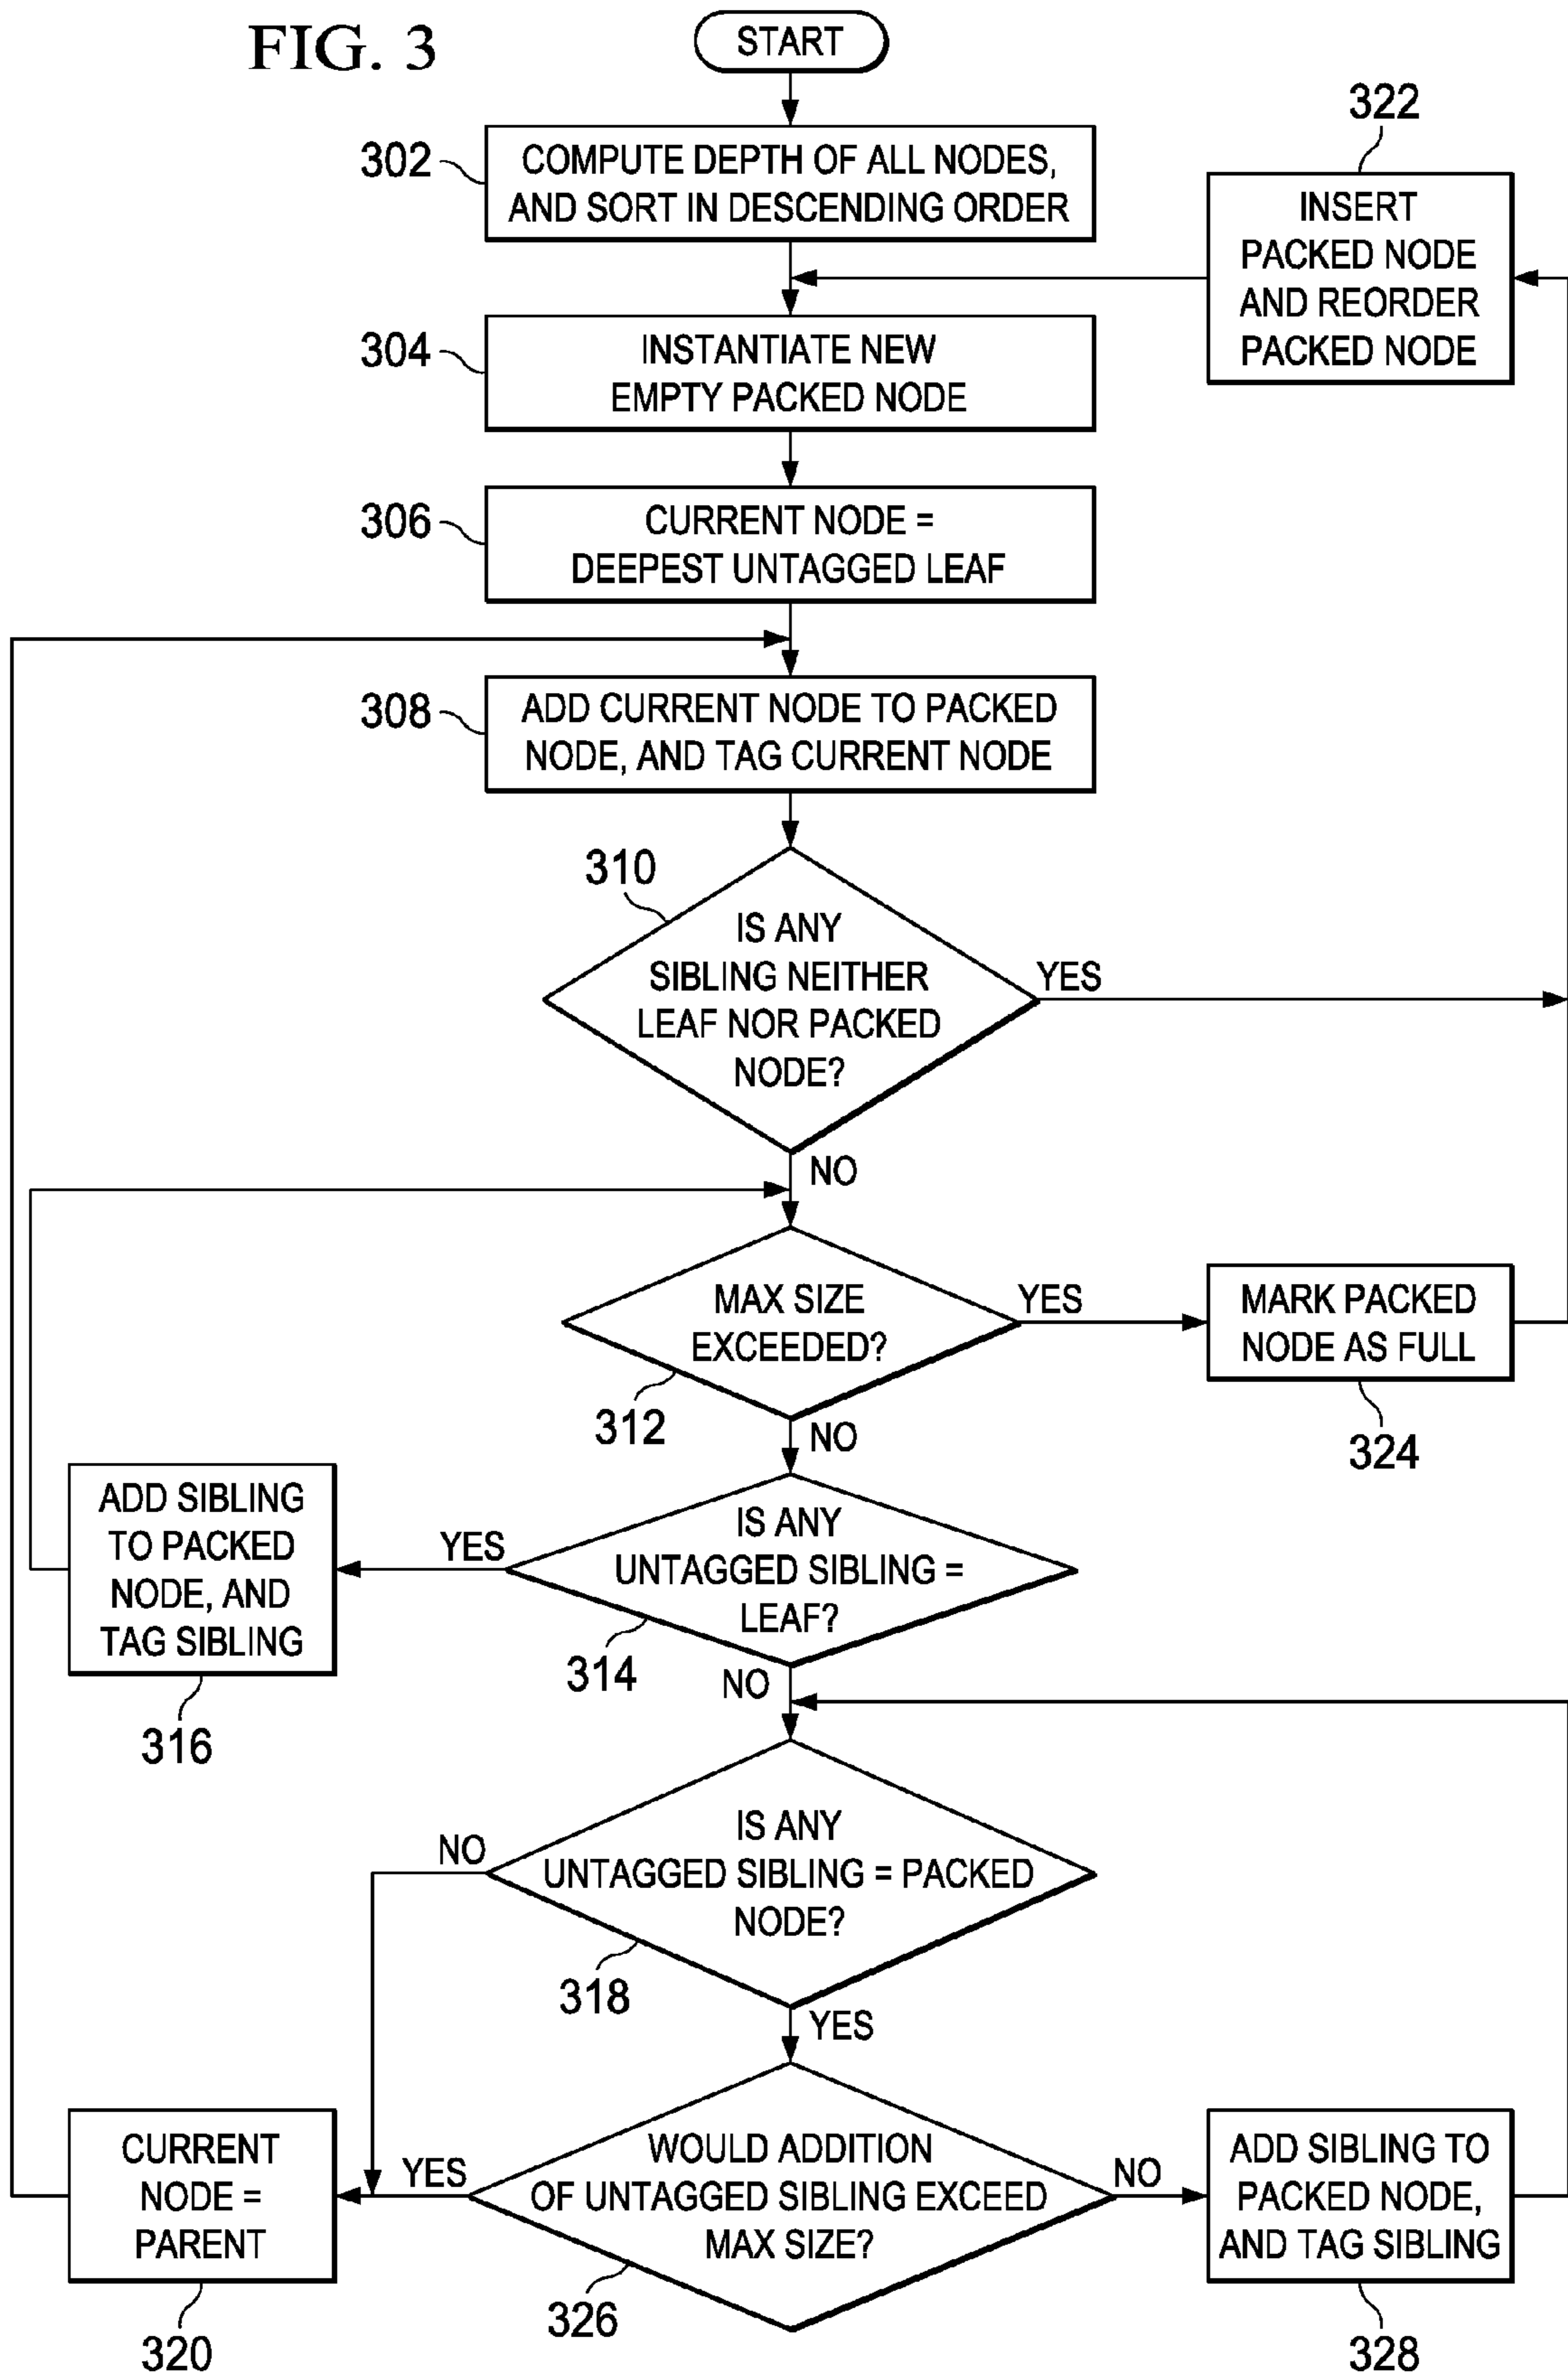 FIG. 3
START
302
COMPUTE DEPTH OF ALL NODES,
AND SORT IN DESCENDING ORDER
322
INSERT
PACKED NODE
AND REORDER
PACKED NODE
304
INSTANTIATE NEW
EMPTY PACKED NODE
306
CURRENT NODE =
DEEPEST UNTAGGED LEAF
308
ADD CURRENT NODE TO PACKED
NODE, AND TAG CURRENT NODE
310
IS ANY
SIBLING NEITHER
LEAF NOR PACKED
NODE?
YES
NO
MAX SIZE
EXCEEDED?
312
YES
MARK PACKED
NODE AS FULL
324
NO
IS ANY
UNTAGGED SIBLING =
LEAF?
314
YES
ADD SIBLING
TO PACKED
NODE, AND
TAG SIBLING
316
NO
IS ANY
UNTAGGED SIBLING = PACKED
NODE?
318
NO
YES
WOULD ADDITION
OF UNTAGGED SIBLING EXCEED
MAX SIZE?
326
YES
CURRENT
NODE =
PARENT
320
NO
ADD SIBLING TO
PACKED NODE,
AND TAG SIBLING
328